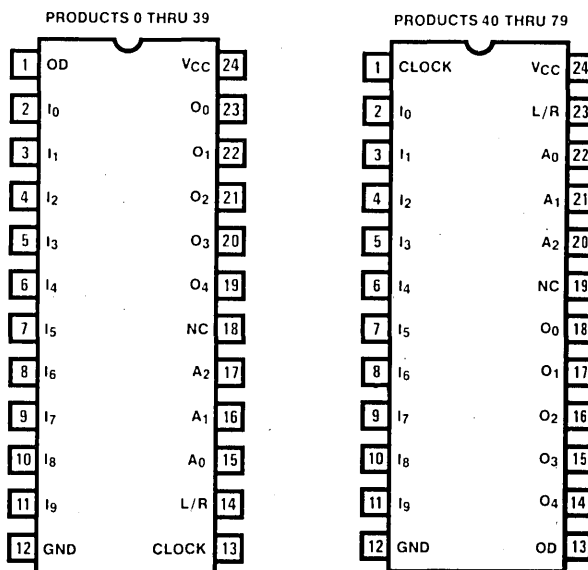 PRODUCTS 0 THRU 39
1 OD VCC 24
2 I0 O0 23
3 I1 O1 22
4 I2 O2 21
5 I3 O3 20
6 I4 O4 19
7 I5 NC 18
8 I6 A2 17
9 I7 A1 16
10 I8 A0 15
11 I9 L/R 14
12 GND CLOCK 13
PRODUCTS 40 THRU 79
1 CLOCK VCC 24
2 I0 L/R 23
3 I1 A0 22
4 I2 A1 21
5 I3 A2 20
6 I4 NC 19
7 I5 O0 18
8 I6 O1 17
9 I7 O2 16
10 I8 O3 15
11 I9 O4 14
12 GND OD 13